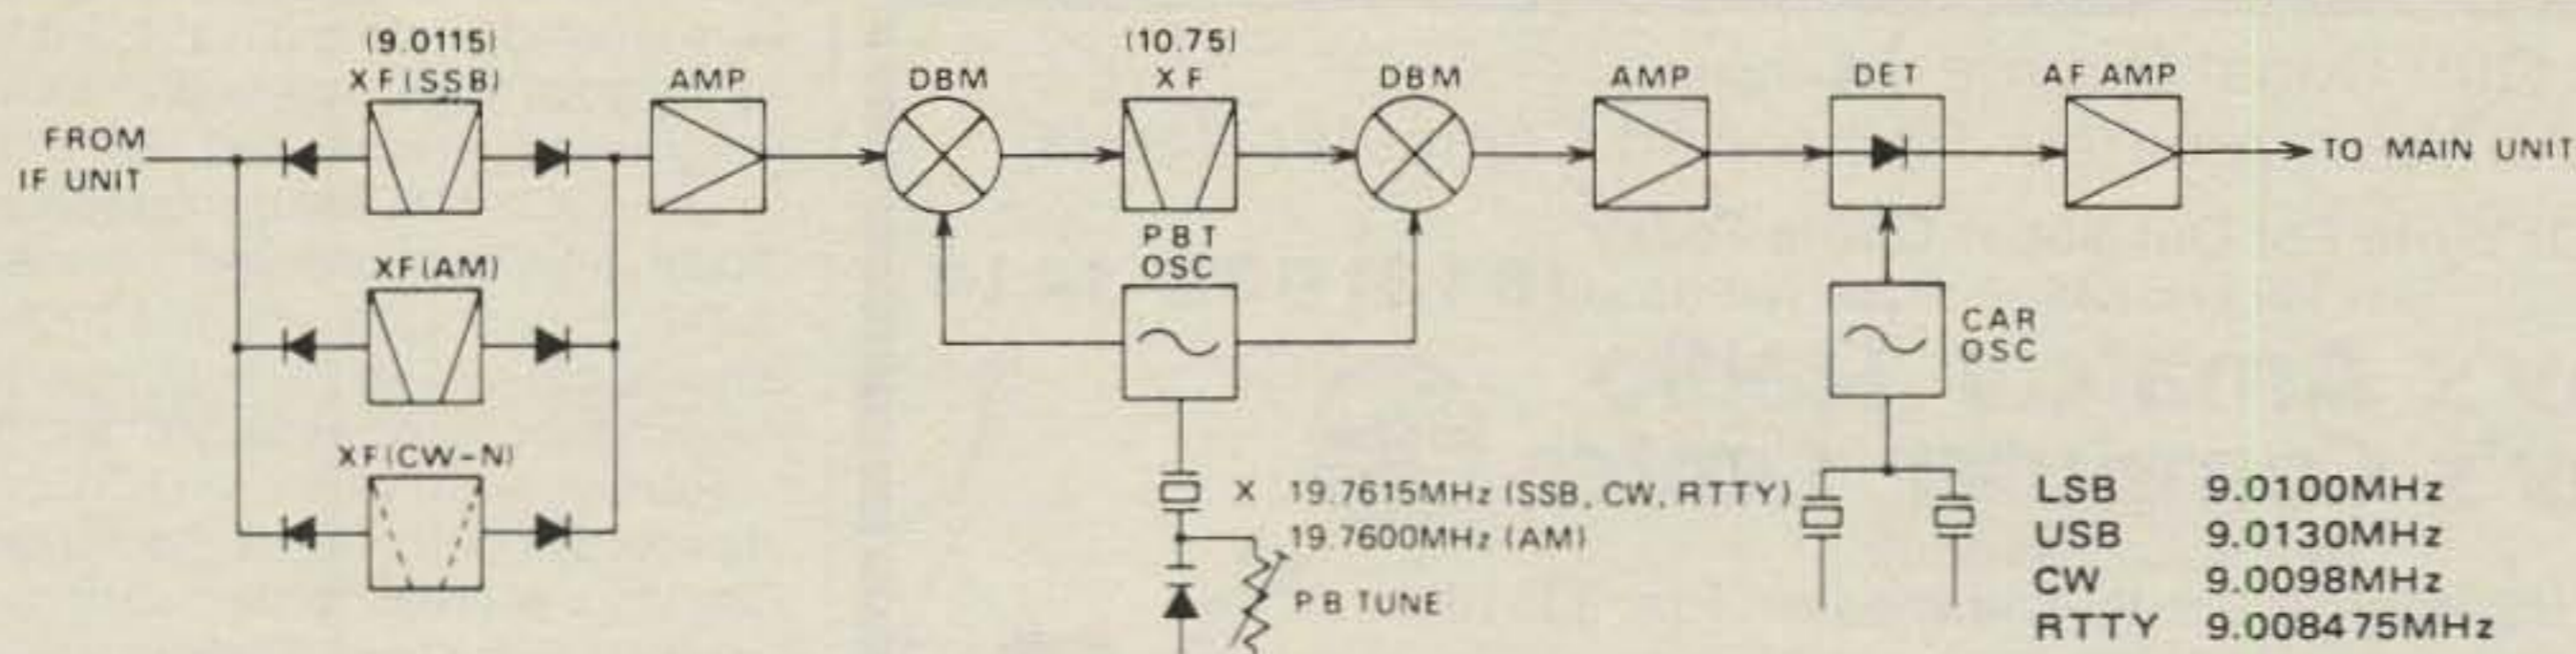 (9.0115)
XF(SSB)
AMP
DBM
(10.75)
XF
DBM
AMP
DET
AF AMP
FROM
IF UNIT
TO MAIN UNIT
PBT
OSC
XF(AM)
CAR
OSC
XF(CW-N)
X 19.7615MHz (SSB, CW, RTTY)
19.7600MHz (AM)
PB TUNE
LSB 9.0100MHz
USB 9.0130MHz
CW 9.0098MHz
RTTY 9.008475MHz